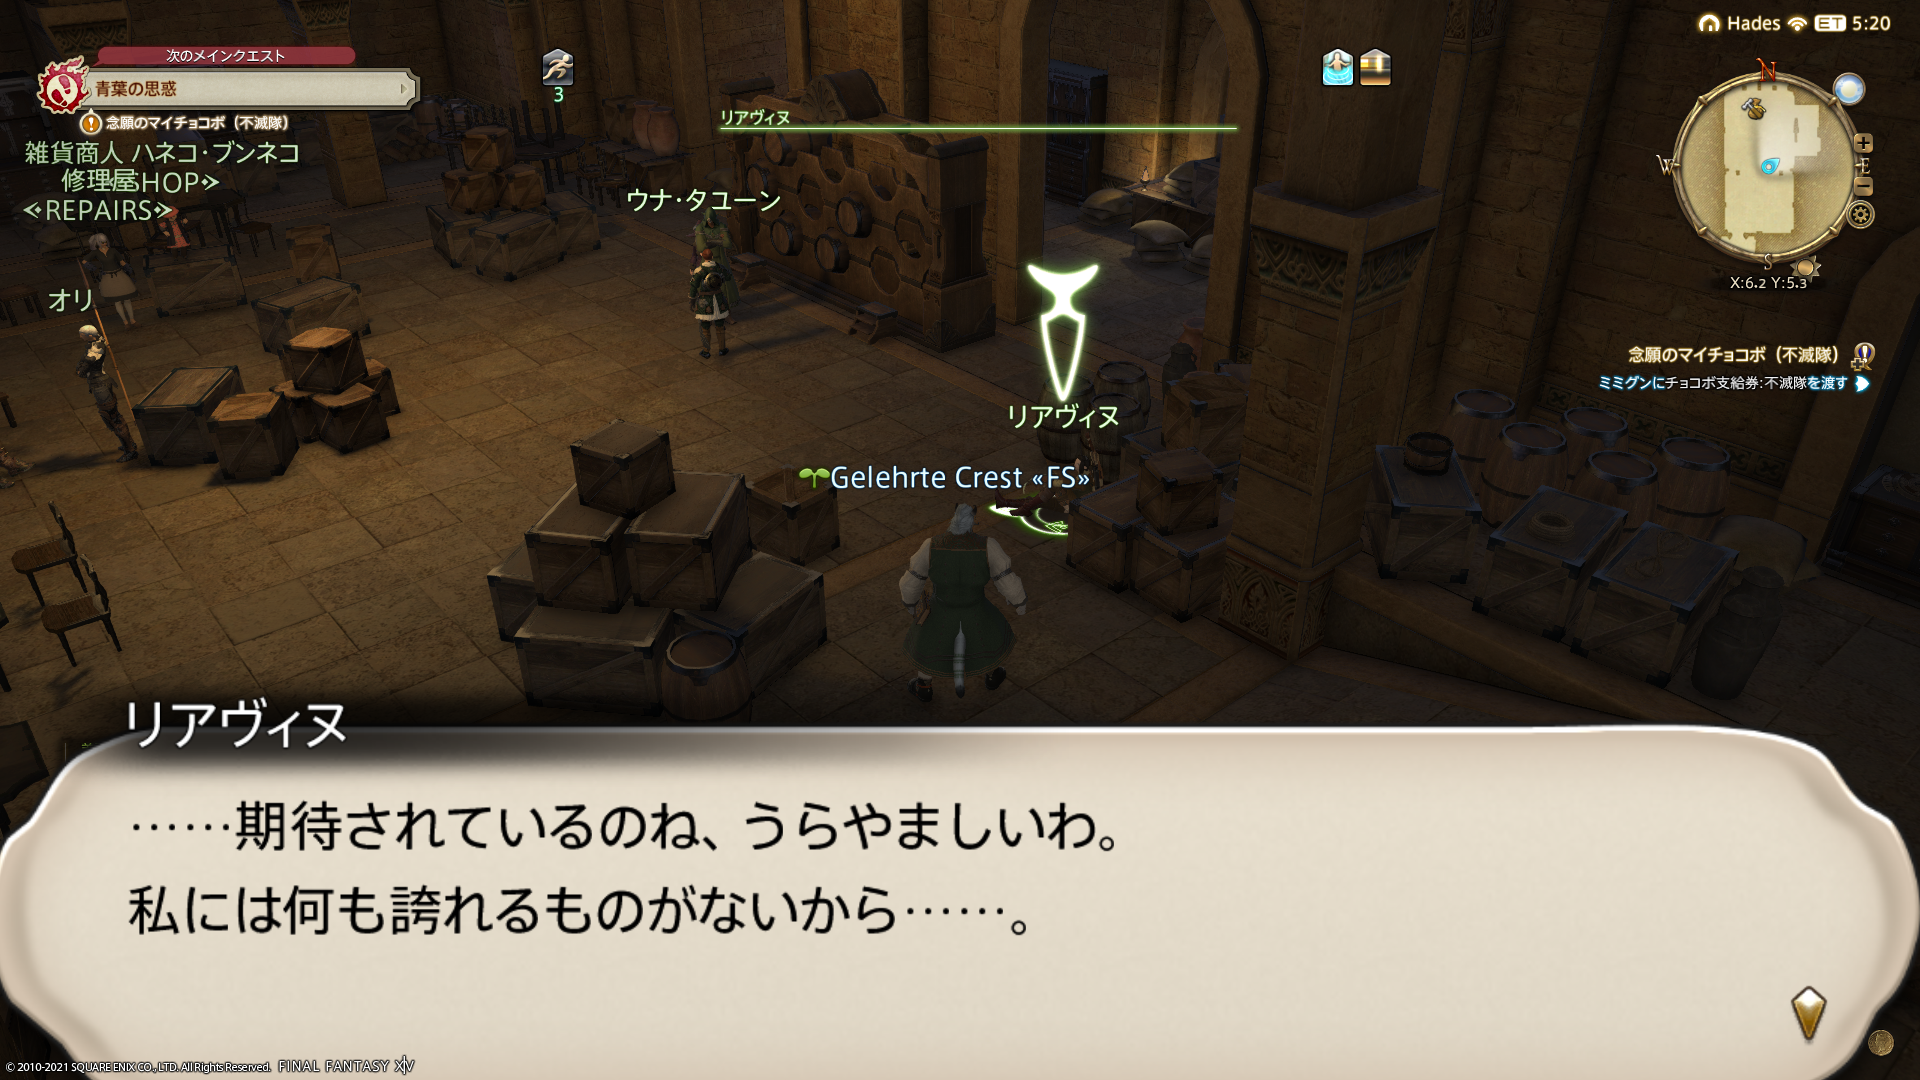 次のメインクエスト
青葉の思惑
念願のマイチョコボ（不滅隊）
3
Hades ET 5:20
N
W
E
S
X:6.2 Y:5.3
念願のマイチョコボ（不滅隊）
ミミグンにチョコボ支給券:不滅隊を渡す
雑貨商人 ハネコ・ブンネコ
修理屋
SHOP
REPAIRS
オリ
リアヴィヌ
ウナ・タユーン
リアヴィヌ
Gelehrte Crest «FS»
リアヴィヌ
……期待されているのね、うらやましいわ。
私には何も誇れるものがないから……。
© 2010-2021 SQUARE ENIX CO., LTD. All Rights Reserved. FINAL FANTASY XIV